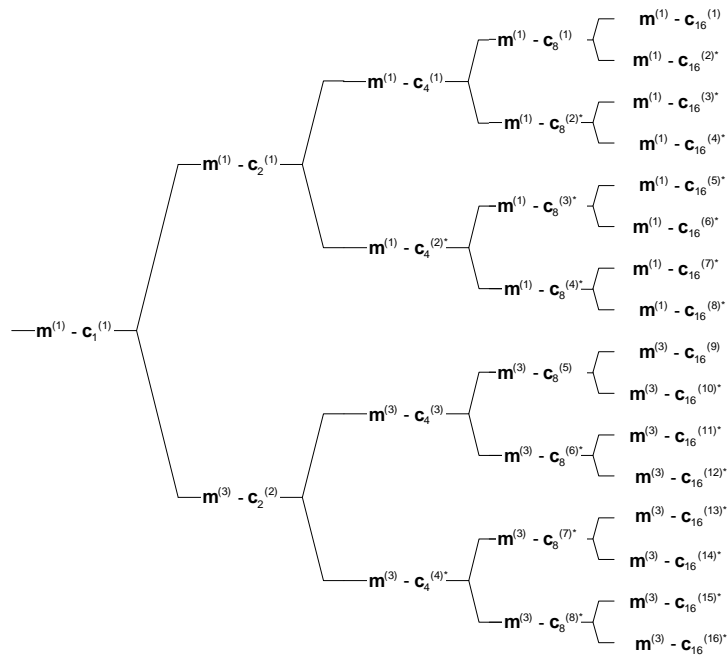 m(1) - c16(1)
m(1) - c8(1)
m(1) - c16(2)*
m(1) - c4(1)
m(1) - c16(3)*
m(1) - c8(2)*
m(1) - c16(4)*
m(1) - c2(1)
m(1) - c16(5)*
m(1) - c8(3)*
m(1) - c16(6)*
m(1) - c4(2)*
m(1) - c16(7)*
m(1) - c8(4)*
m(1) - c16(8)*
m(1) - c1(1)
m(3) - c16(9)
m(3) - c8(5)
m(3) - c16(10)*
m(3) - c4(3)
m(3) - c16(11)*
m(3) - c8(6)*
m(3) - c16(12)*
m(3) - c2(2)
m(3) - c16(13)*
m(3) - c8(7)*
m(3) - c16(14)*
m(3) - c4(4)*
m(3) - c16(15)*
m(3) - c8(8)*
m(3) - c16(16)*